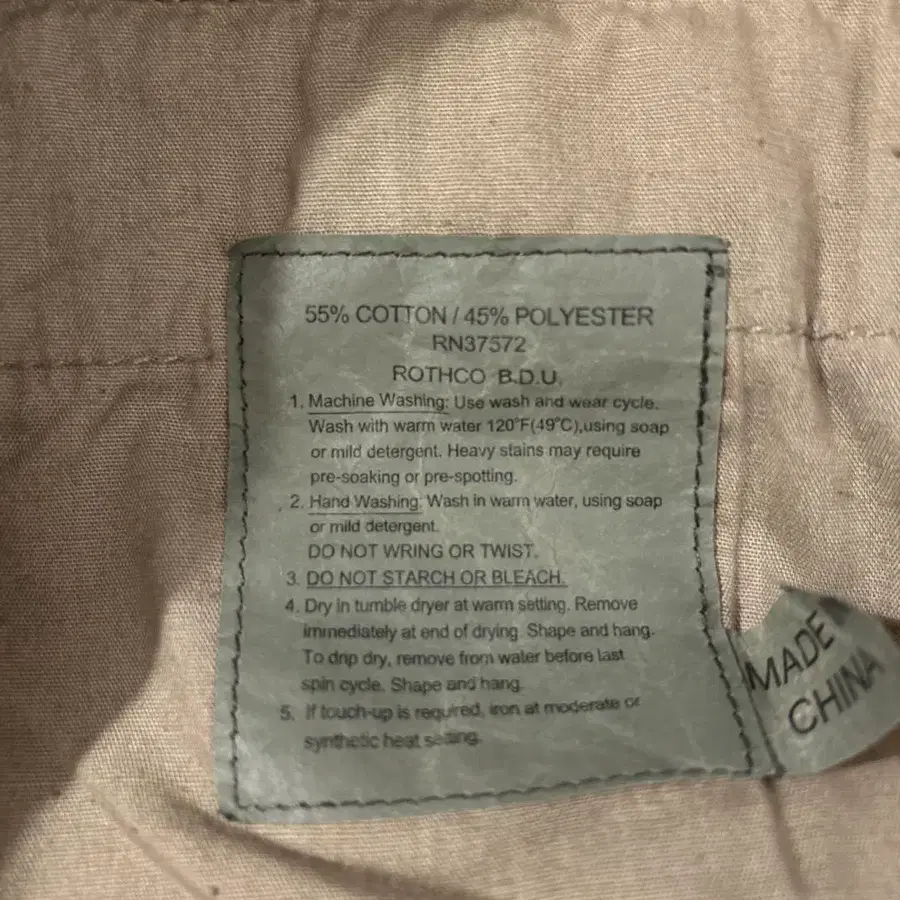 55% COTTON / 45% POLYESTER
RN37572
ROTHCO B.D.U.
1. Machine Washing: Use wash and wear cycle.
Wash with warm water 120°F(49°C),using soap
or mild detergent. Heavy stains may require
pre-soaking or pre-spotting.
2. Hand Washing: Wash in warm water, using soap
or mild detergent.
DO NOT WRING OR TWIST.
3. DO NOT STARCH OR BLEACH.
4. Dry in tumble dryer at warm setting. Remove
immediately at end of drying. Shape and hang.
To drip dry, remove from water before last
spin cycle. Shape and hang.
5. If touch-up is required, iron at moderate or
synthetic heat setting.
MADE
CHINA